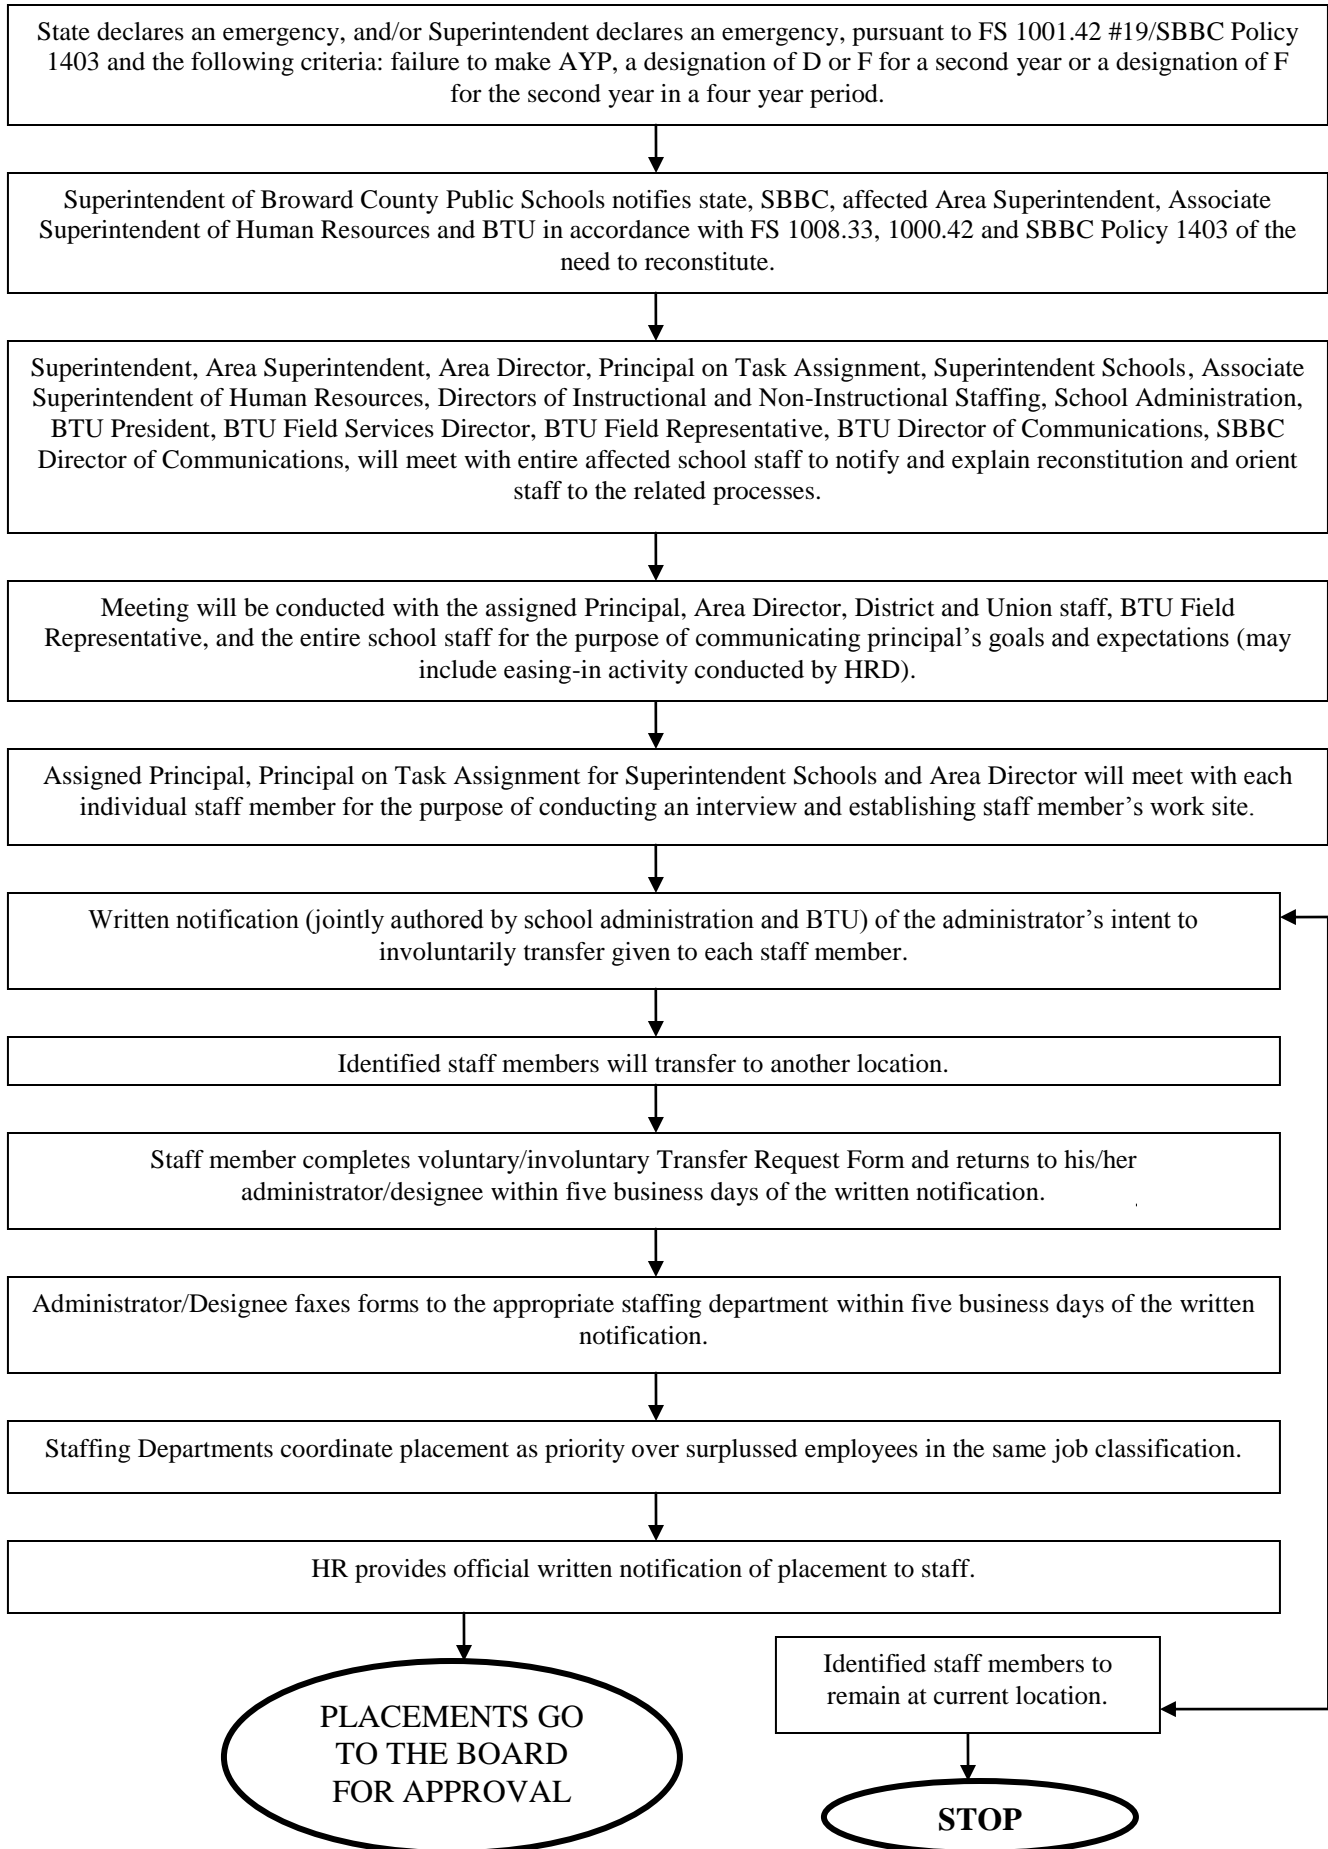 State declares an emergency, and/or Superintendent declares an emergency, pursuant to FS 1001.42 #19/SBBC Policy
1403 and the following criteria: failure to make AYP, a designation of D or F for a second year or a designation of F
for the second year in a four year period.
Superintendent of Broward County Public Schools notifies state, SBBC, affected Area Superintendent, Associate
Superintendent of Human Resources and BTU in accordance with FS 1008.33, 1000.42 and SBBC Policy 1403 of the
need to reconstitute.
Superintendent, Area Superintendent, Area Director, Principal on Task Assignment, Superintendent Schools, Associate
Superintendent of Human Resources, Directors of Instructional and Non-Instructional Staffing, School Administration,
BTU President, BTU Field Services Director, BTU Field Representative, BTU Director of Communications, SBBC
Director of Communications, will meet with entire affected school staff to notify and explain reconstitution and orient
staff to the related processes.
Meeting will be conducted with the assigned Principal, Area Director, District and Union staff, BTU Field
Representative, and the entire school staff for the purpose of communicating principal’s goals and expectations (may
include easing-in activity conducted by HRD).
Assigned Principal, Principal on Task Assignment for Superintendent Schools and Area Director will meet with each
individual staff member for the purpose of conducting an interview and establishing staff member’s work site.
Written notification (jointly authored by school administration and BTU) of the administrator’s intent to
involuntarily transfer given to each staff member.
Identified staff members will transfer to another location.
Staff member completes voluntary/involuntary Transfer Request Form and returns to his/her
administrator/designee within five business days of the written notification.
Administrator/Designee faxes forms to the appropriate staffing department within five business days of the written
notification.
Staffing Departments coordinate placement as priority over surplussed employees in the same job classification.
HR provides official written notification of placement to staff.
PLACEMENTS GO
TO THE BOARD
FOR APPROVAL
Identified staff members to
remain at current location.
STOP